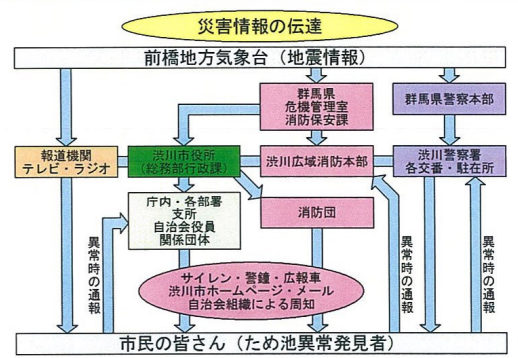 災害情報の伝達
前橋地方気象台（地震情報）
群馬県
危機管理室
消防保安課
群馬県警察本部
報道機関
テレビ・ラジオ
渋川市役所
（総務部行政課）
渋川広域消防本部
渋川警察署
各交番・駐在所
庁内・各部署
支所
自治会役員
関係団体
消防団
異常時の通報
サイレン・警鐘・広報車
渋川市ホームページ・メール
自治会組織による周知
異常時の通報
異常時の通報
市民の皆さん（ため池異常発見者）